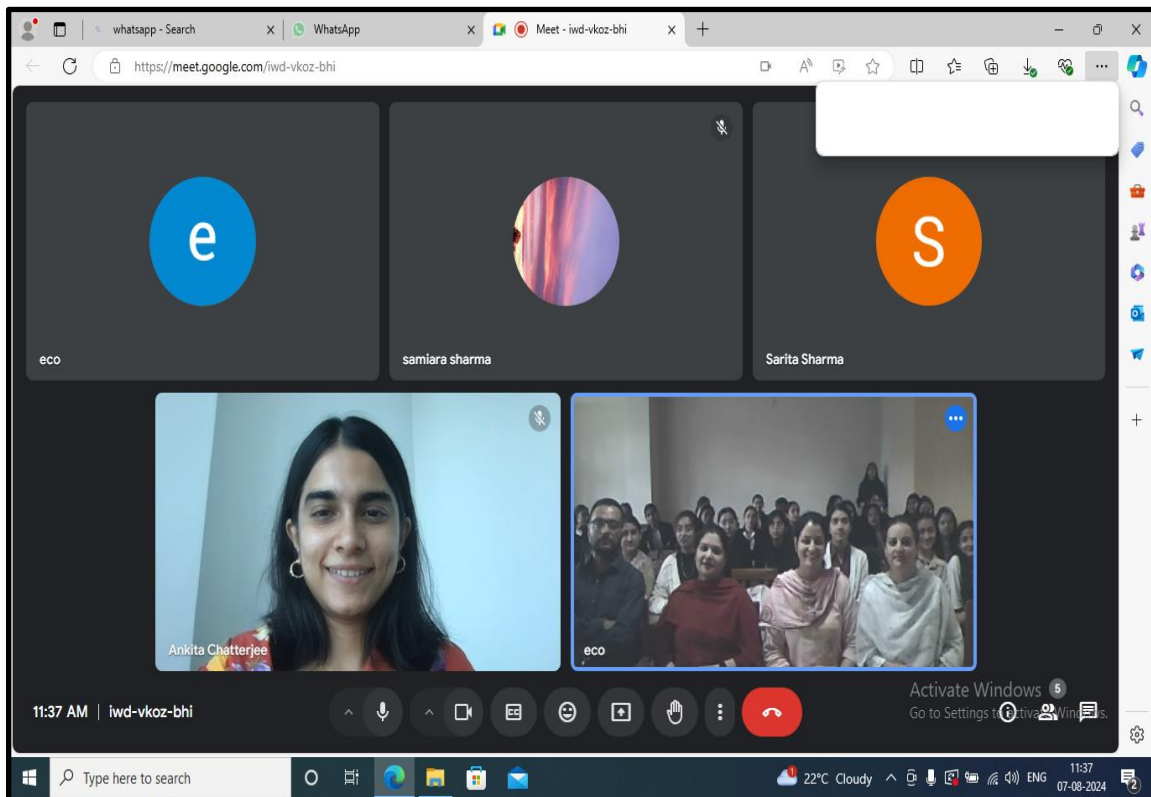 whatsapp - Search
WhatsApp
Meet - iwd-vkoz-bhi
https://meet.google.com/iwd-vkoz-bhi
e
S
eco
samiara sharma
Sarita Sharma
Ankita Chatterjee
eco
Activate Windows
5
11:37 AM | iwd-vkoz-bhi
Go to Settings to activate Windows.
Type here to search
1
22°C Cloudy
ENG
11:37
07-08-2024
2